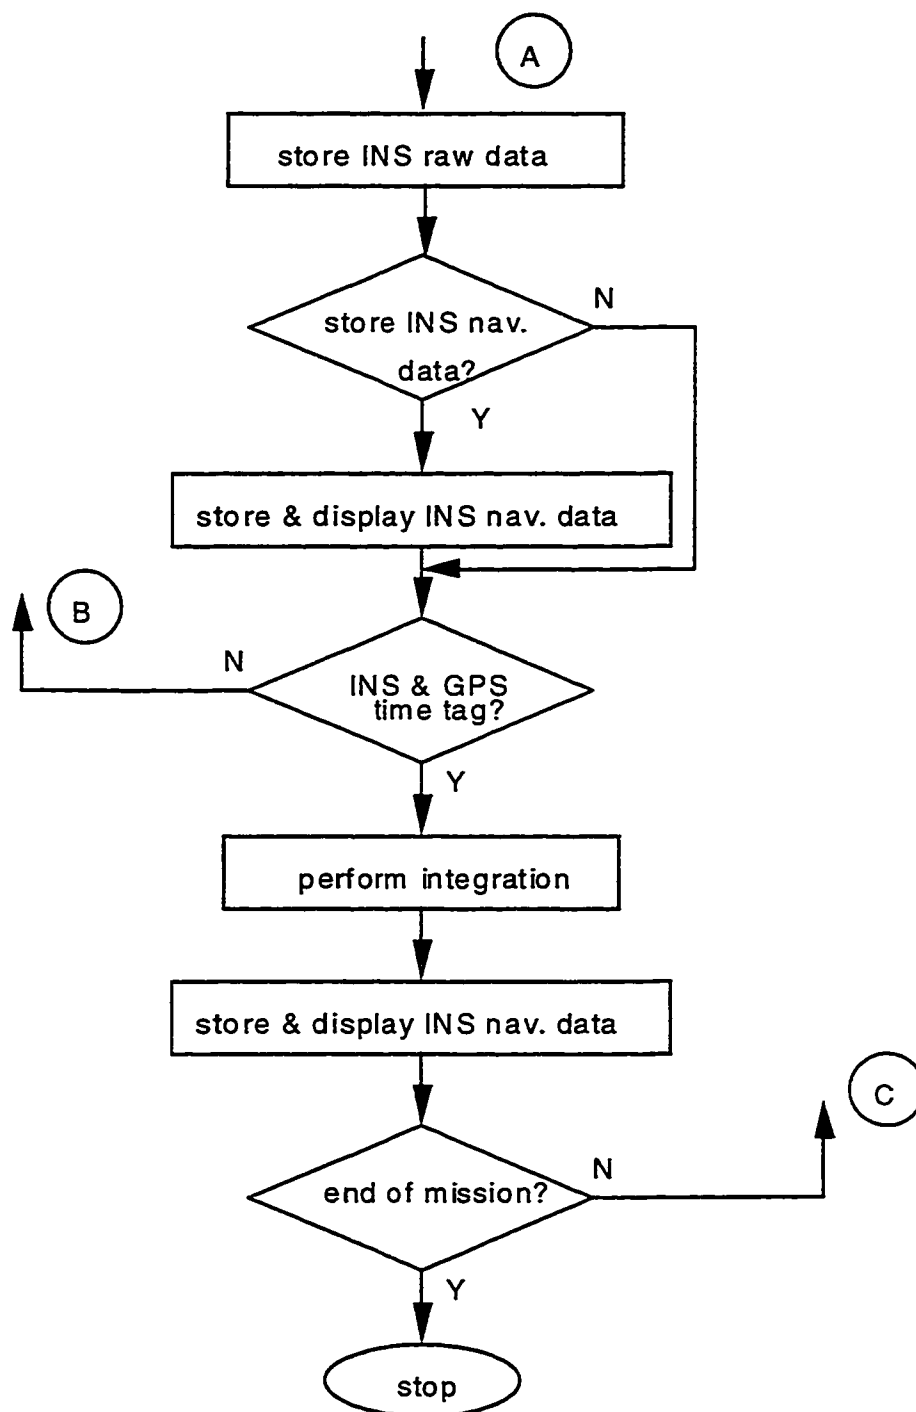 A
store INS raw data
N
store INS nav.
data?
Y
store & display INS nav. data
B
N
INS & GPS
time tag?
Y
perform integration
store & display INS nav. data
C
N
end of mission?
Y
stop